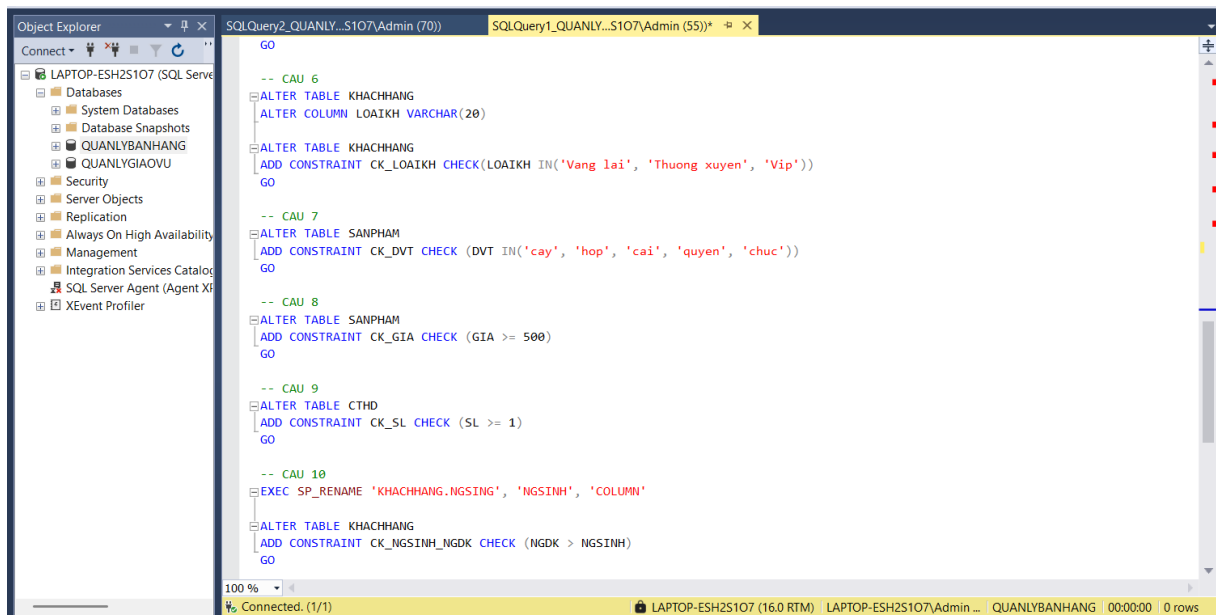 Object Explorer
Connect
LAPTOP-ESH2S1O7 (SQL Serve
Databases
System Databases
Database Snapshots
QUANLYBANHANG
QUANLYGIAOVU
Security
Server Objects
Replication
Always On High Availability
Management
Integration Services Catalog
SQL Server Agent (Agent XP
XEvent Profiler
SQLQuery2_QUANLY...S1O7\Admin (70))
SQLQuery1_QUANLY...S1O7\Admin (55))*
GO
-- CAU 6
ALTER TABLE KHACHHANG
ALTER COLUMN LOAIKH VARCHAR(20)
ALTER TABLE KHACHHANG
ADD CONSTRAINT CK_LOAIKH CHECK(LOAIKH IN('Vang lai', 'Thuong xuyen', 'Vip'))
GO
-- CAU 7
ALTER TABLE SANPHAM
ADD CONSTRAINT CK_DVT CHECK (DVT IN('cay', 'hop', 'cai', 'quyen', 'chuc'))
GO
-- CAU 8
ALTER TABLE SANPHAM
ADD CONSTRAINT CK_GIA CHECK (GIA >= 500)
GO
-- CAU 9
ALTER TABLE CTHD
ADD CONSTRAINT CK_SL CHECK (SL >= 1)
GO
-- CAU 10
EXEC SP_RENAME 'KHACHHANG.NGSING', 'NGSINH', 'COLUMN'
ALTER TABLE KHACHHANG
ADD CONSTRAINT CK_NGSINH_NGDK CHECK (NGDK > NGSINH)
GO
100 %
Connected. (1/1)
LAPTOP-ESH2S1O7 (16.0 RTM)
LAPTOP-ESH2S1O7\Admin ...
QUANLYBANHANG
00:00:00
0 rows